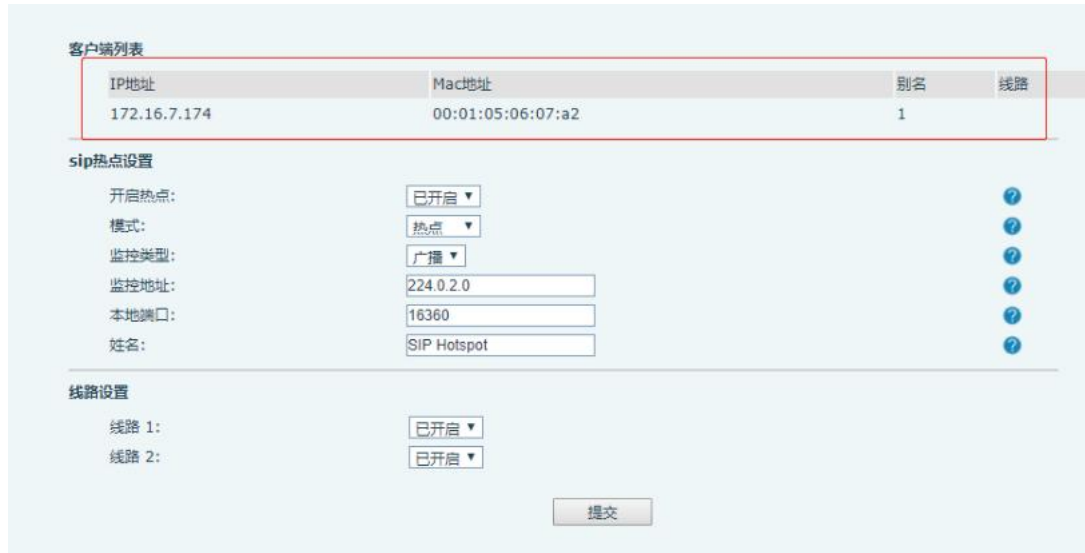 客户端列表
IP地址 Mac地址 别名 线路
172.16.7.174 00:01:05:06:07:a2 1
sip热点设置
开启热点: 已开启
模式: 热点
监控类型: 广播
监控地址: 224.0.2.0
本地端口: 16360
姓名: SIP Hotspot
线路设置
线路 1: 已开启
线路 2: 已开启
提交